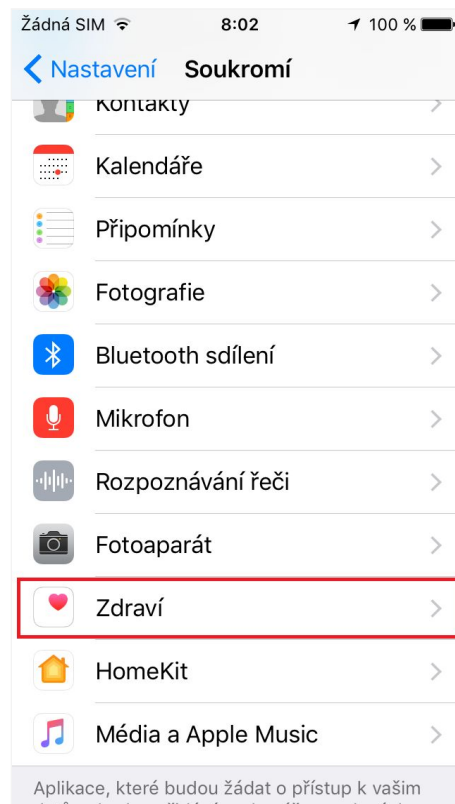 Žádná SIM 8:02 100 %
Nastavení Soukromí
Kontakty
Kalendáře
Připomínky
Fotografie
Bluetooth sdílení
Mikrofon
Rozpoznávání řeči
Fotoaparát
Zdraví
HomeKit
Média a Apple Music
Aplikace, které budou žádat o přístup k vašim